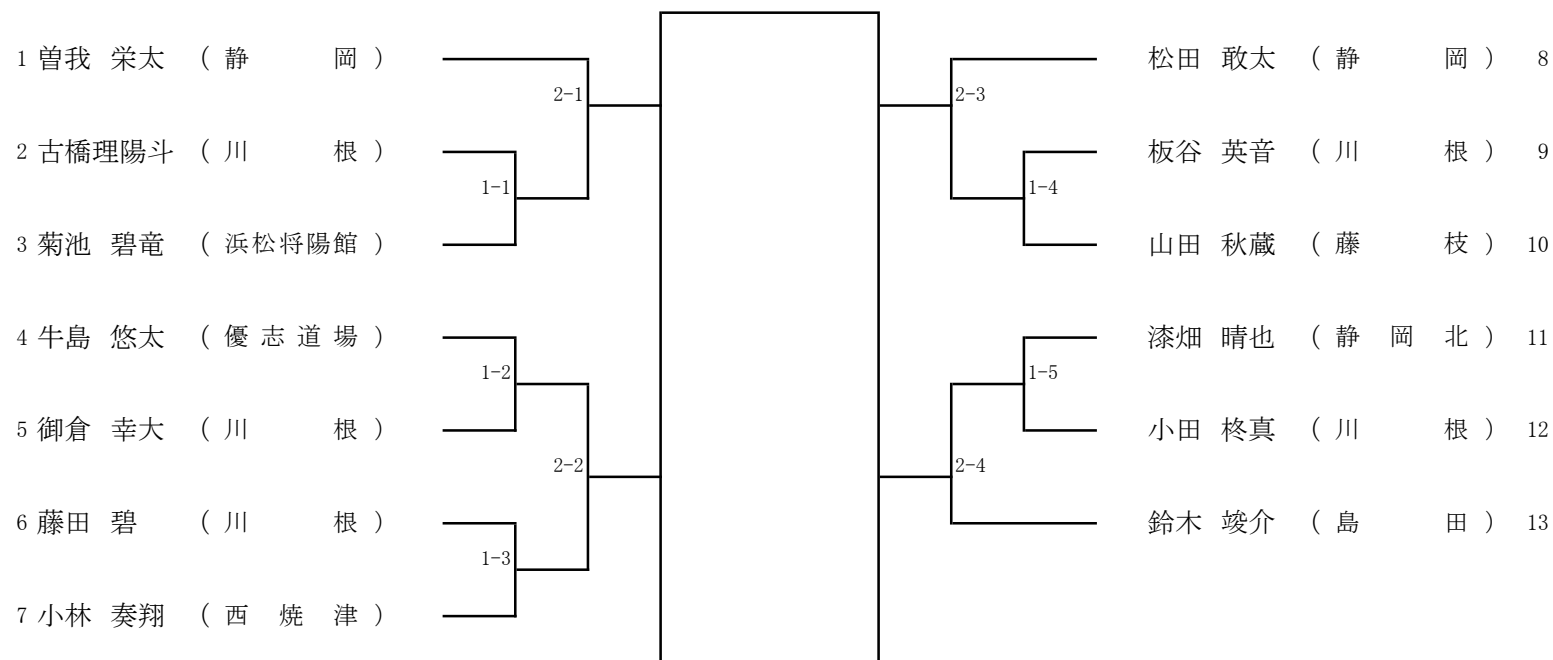 1 曽我 栄太 ( 静 岡 )
2-1
2 古橋理陽斗 ( 川 根 )
1-1
3 菊池 碧竜 ( 浜松将陽館 )
4 牛島 悠太 ( 優志道場 )
1-2
5 御倉 幸大 ( 川 根 )
2-2
6 藤田 碧 ( 川 根 )
1-3
7 小林 奏翔 ( 西 焼 津 )
松田 敢太 ( 静 岡 ) 8
2-3
板谷 英音 ( 川 根 ) 9
1-4
山田 秋蔵 ( 藤 枝 ) 10
漆畑 晴也 ( 静 岡 北 ) 11
1-5
小田 柊真 ( 川 根 ) 12
2-4
鈴木 竣介 ( 島 田 ) 13